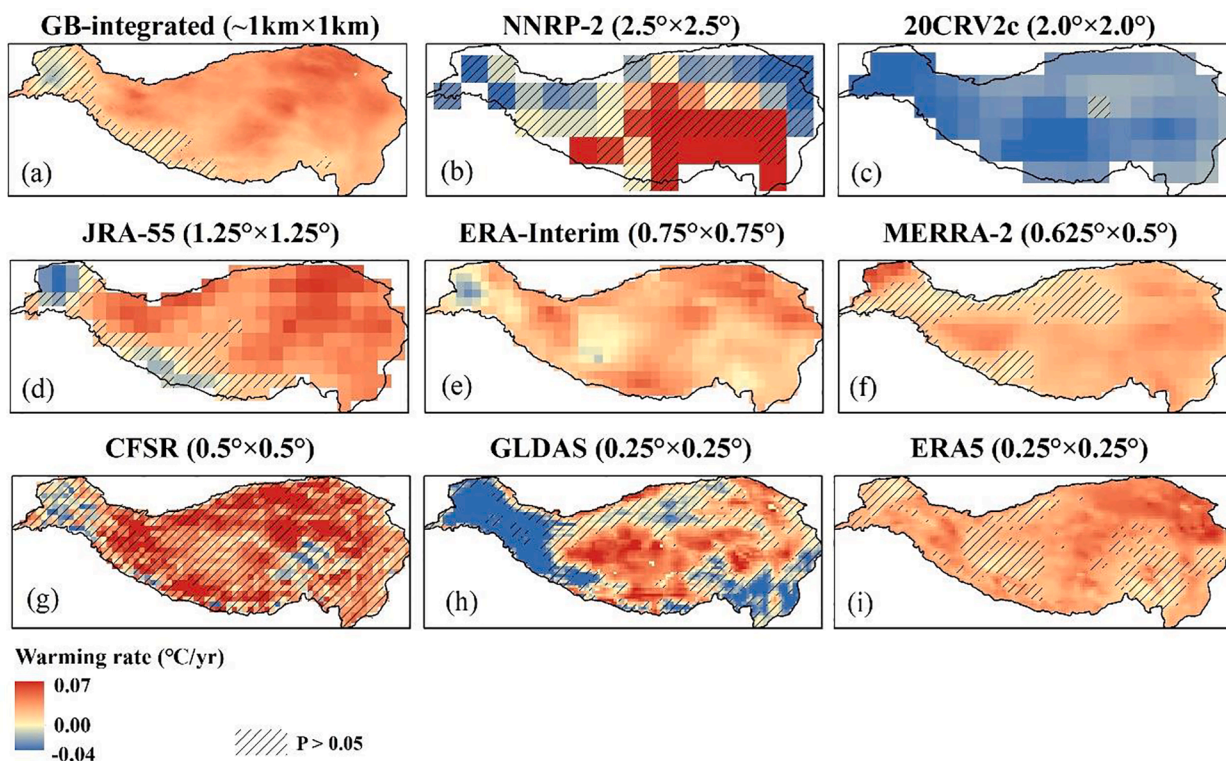 GB-integrated (~1km×1km)
NNRP-2 (2.5°×2.5°)
20CRV2c (2.0°×2.0°)
(a)
(b)
(c)
JRA-55 (1.25°×1.25°)
ERA-Interim (0.75°×0.75°)
MERRA-2 (0.625°×0.5°)
(d)
(e)
(f)
CFSR (0.5°×0.5°)
GLDAS (0.25°×0.25°)
ERA5 (0.25°×0.25°)
(g)
(h)
(i)
Warming rate (°C/yr)
0.07
0.00
-0.04
P > 0.05